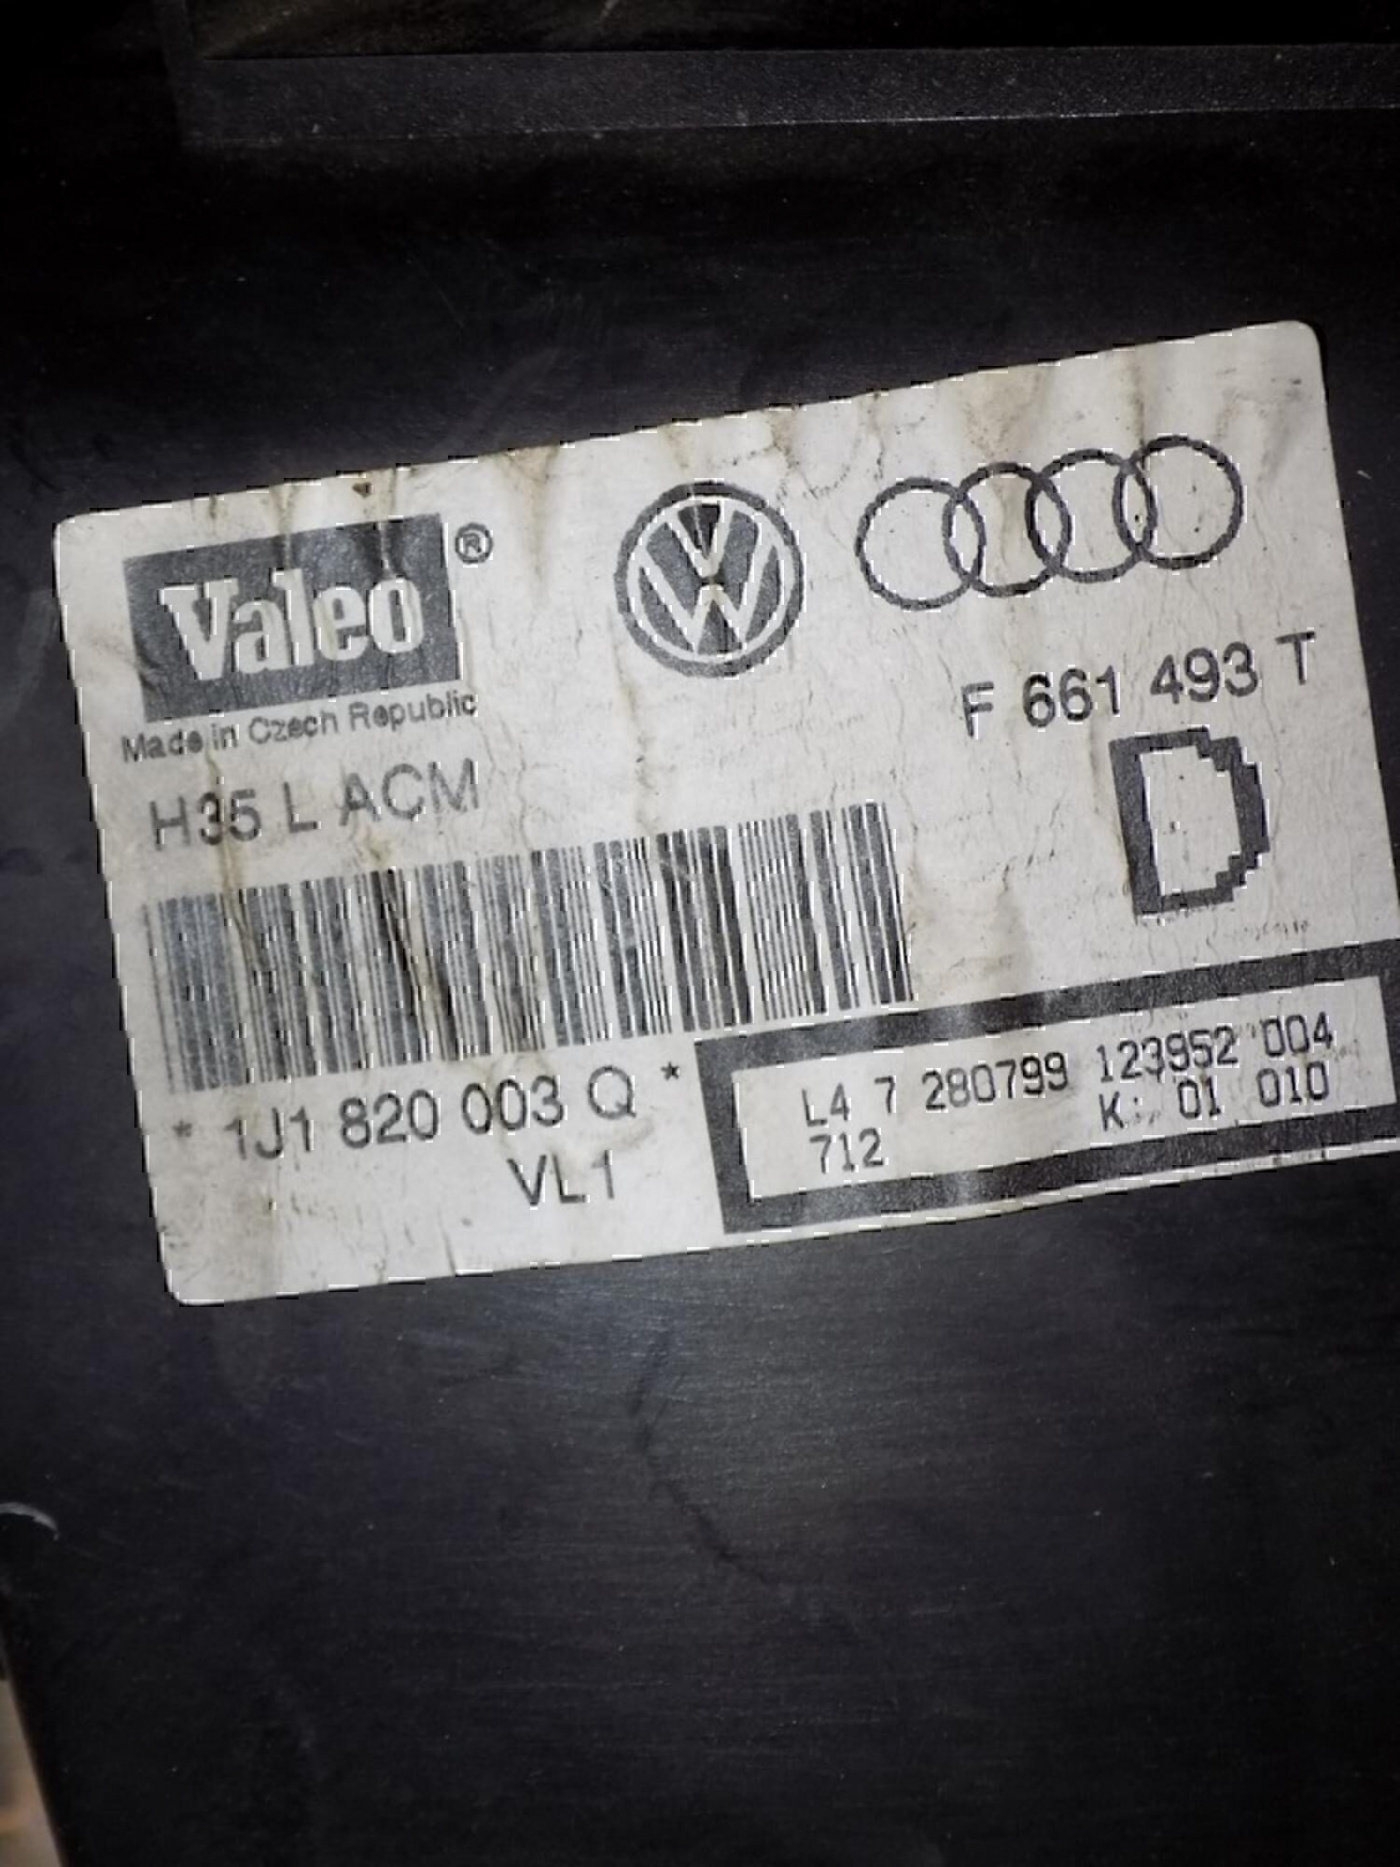 Valeo ®
Made in Czech Republic
F 661 493 T
H35 L ACM
D
* 1J1 820 003 Q *
VL1
L4 7 280799 123952 004
712 K: 01 010